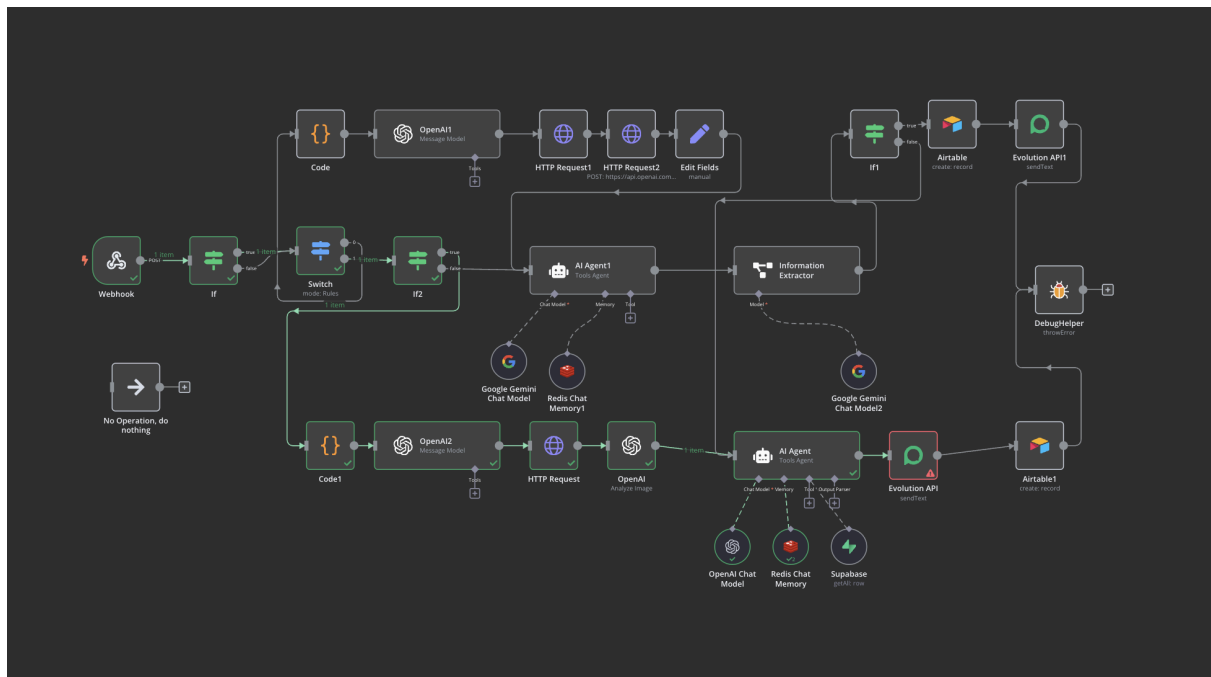 Code
OpenAI1
Message Model
Tools
HTTP Request1
HTTP Request2
POST: https://api.openai.com...
Edit Fields
manual
If1
true
false
Airtable
create: record
Evolution API1
sendText
Webhook
POST
1 item
If
true
false
1 item
Switch
mode: Rules
0
1
1 item
If2
true
false
1 item
AI Agent1
Tools Agent
Chat Model *
Memory
Tool
Information
Extractor
Model *
DebugHelper
throwError
Google Gemini
Chat Model
Redis Chat
Memory1
Google Gemini
Chat Model2
No Operation, do
nothing
Code1
OpenAI2
Message Model
Tools
HTTP Request
OpenAI
Analyze Image
1 item
AI Agent
Tools Agent
Chat Model * Memory
Tool * Output Parser
Evolution API
sendText
Airtable1
create: record
OpenAI Chat
Model
Redis Chat
Memory
Supabase
getAll: row